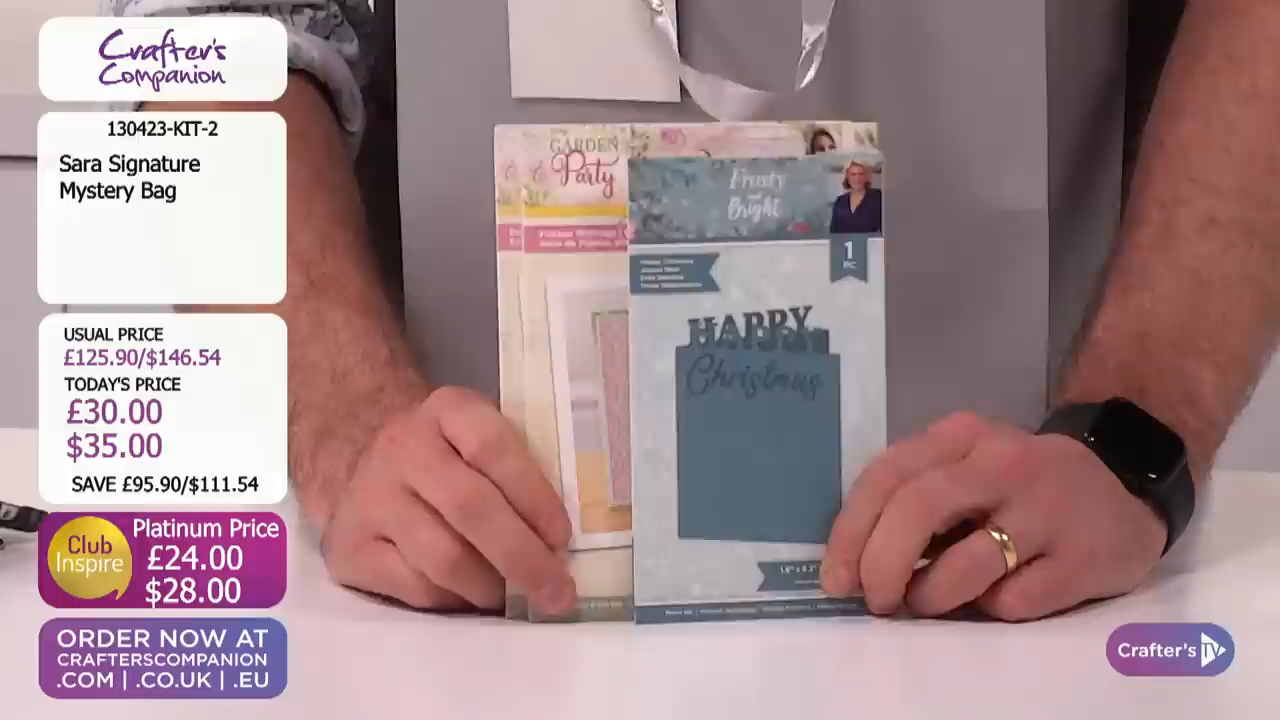 Crafter's
Companion
130423-KIT-2
Sara Signature
Mystery Bag
USUAL PRICE
£125.90/$146.54
TODAY'S PRICE
£30.00
$35.00
SAVE £95.90/$111.54
Club
Inspire
Platinum Price
£24.00
$28.00
ORDER NOW AT
CRAFTERSCOMPANION
.COM | .CO.UK | .EU
GARDEN
Party
Frosty
and
Bright
1
PC
HAPPY
Christmas
Crafter's TV